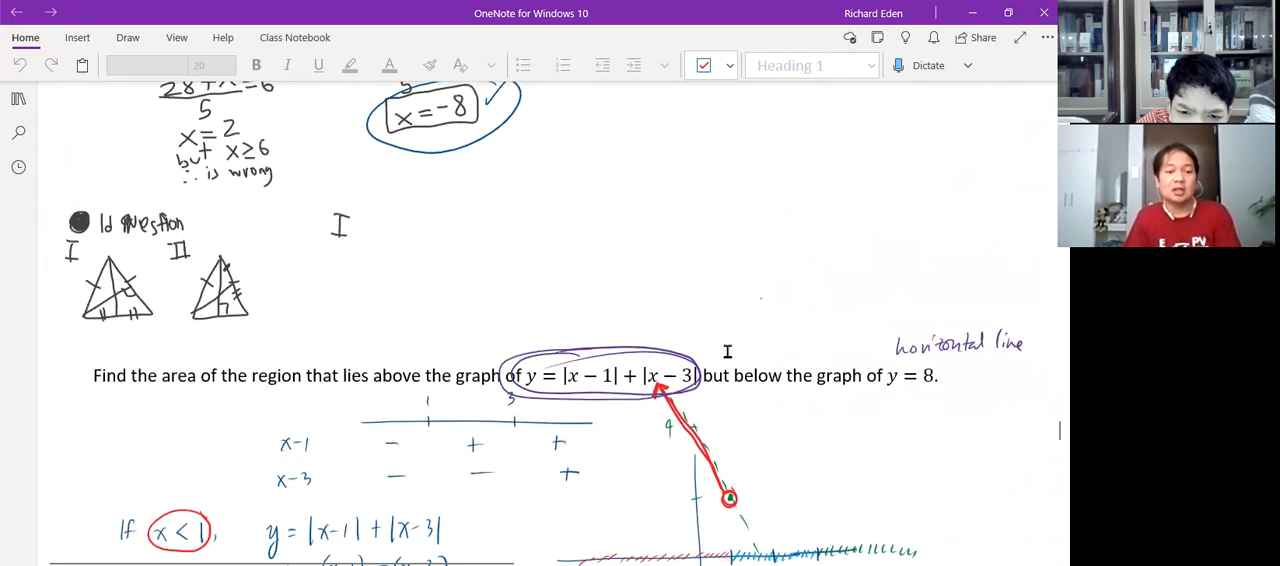 OneNote for Windows 10
Richard Eden
Home Insert Draw View Help Class Notebook
Share
20 B I U A Heading 1 Dictate
5
x = 2
but x ≥ 6
∴ is wrong
x = -8
Id question
I II I
horizontal line
Find the area of the region that lies above the graph of y = |x − 1| + |x − 3| but below the graph of y = 8.
1 3
x-1 − + +
x-3 − − +
4
If x < 1, y = |x-1| + |x-3|